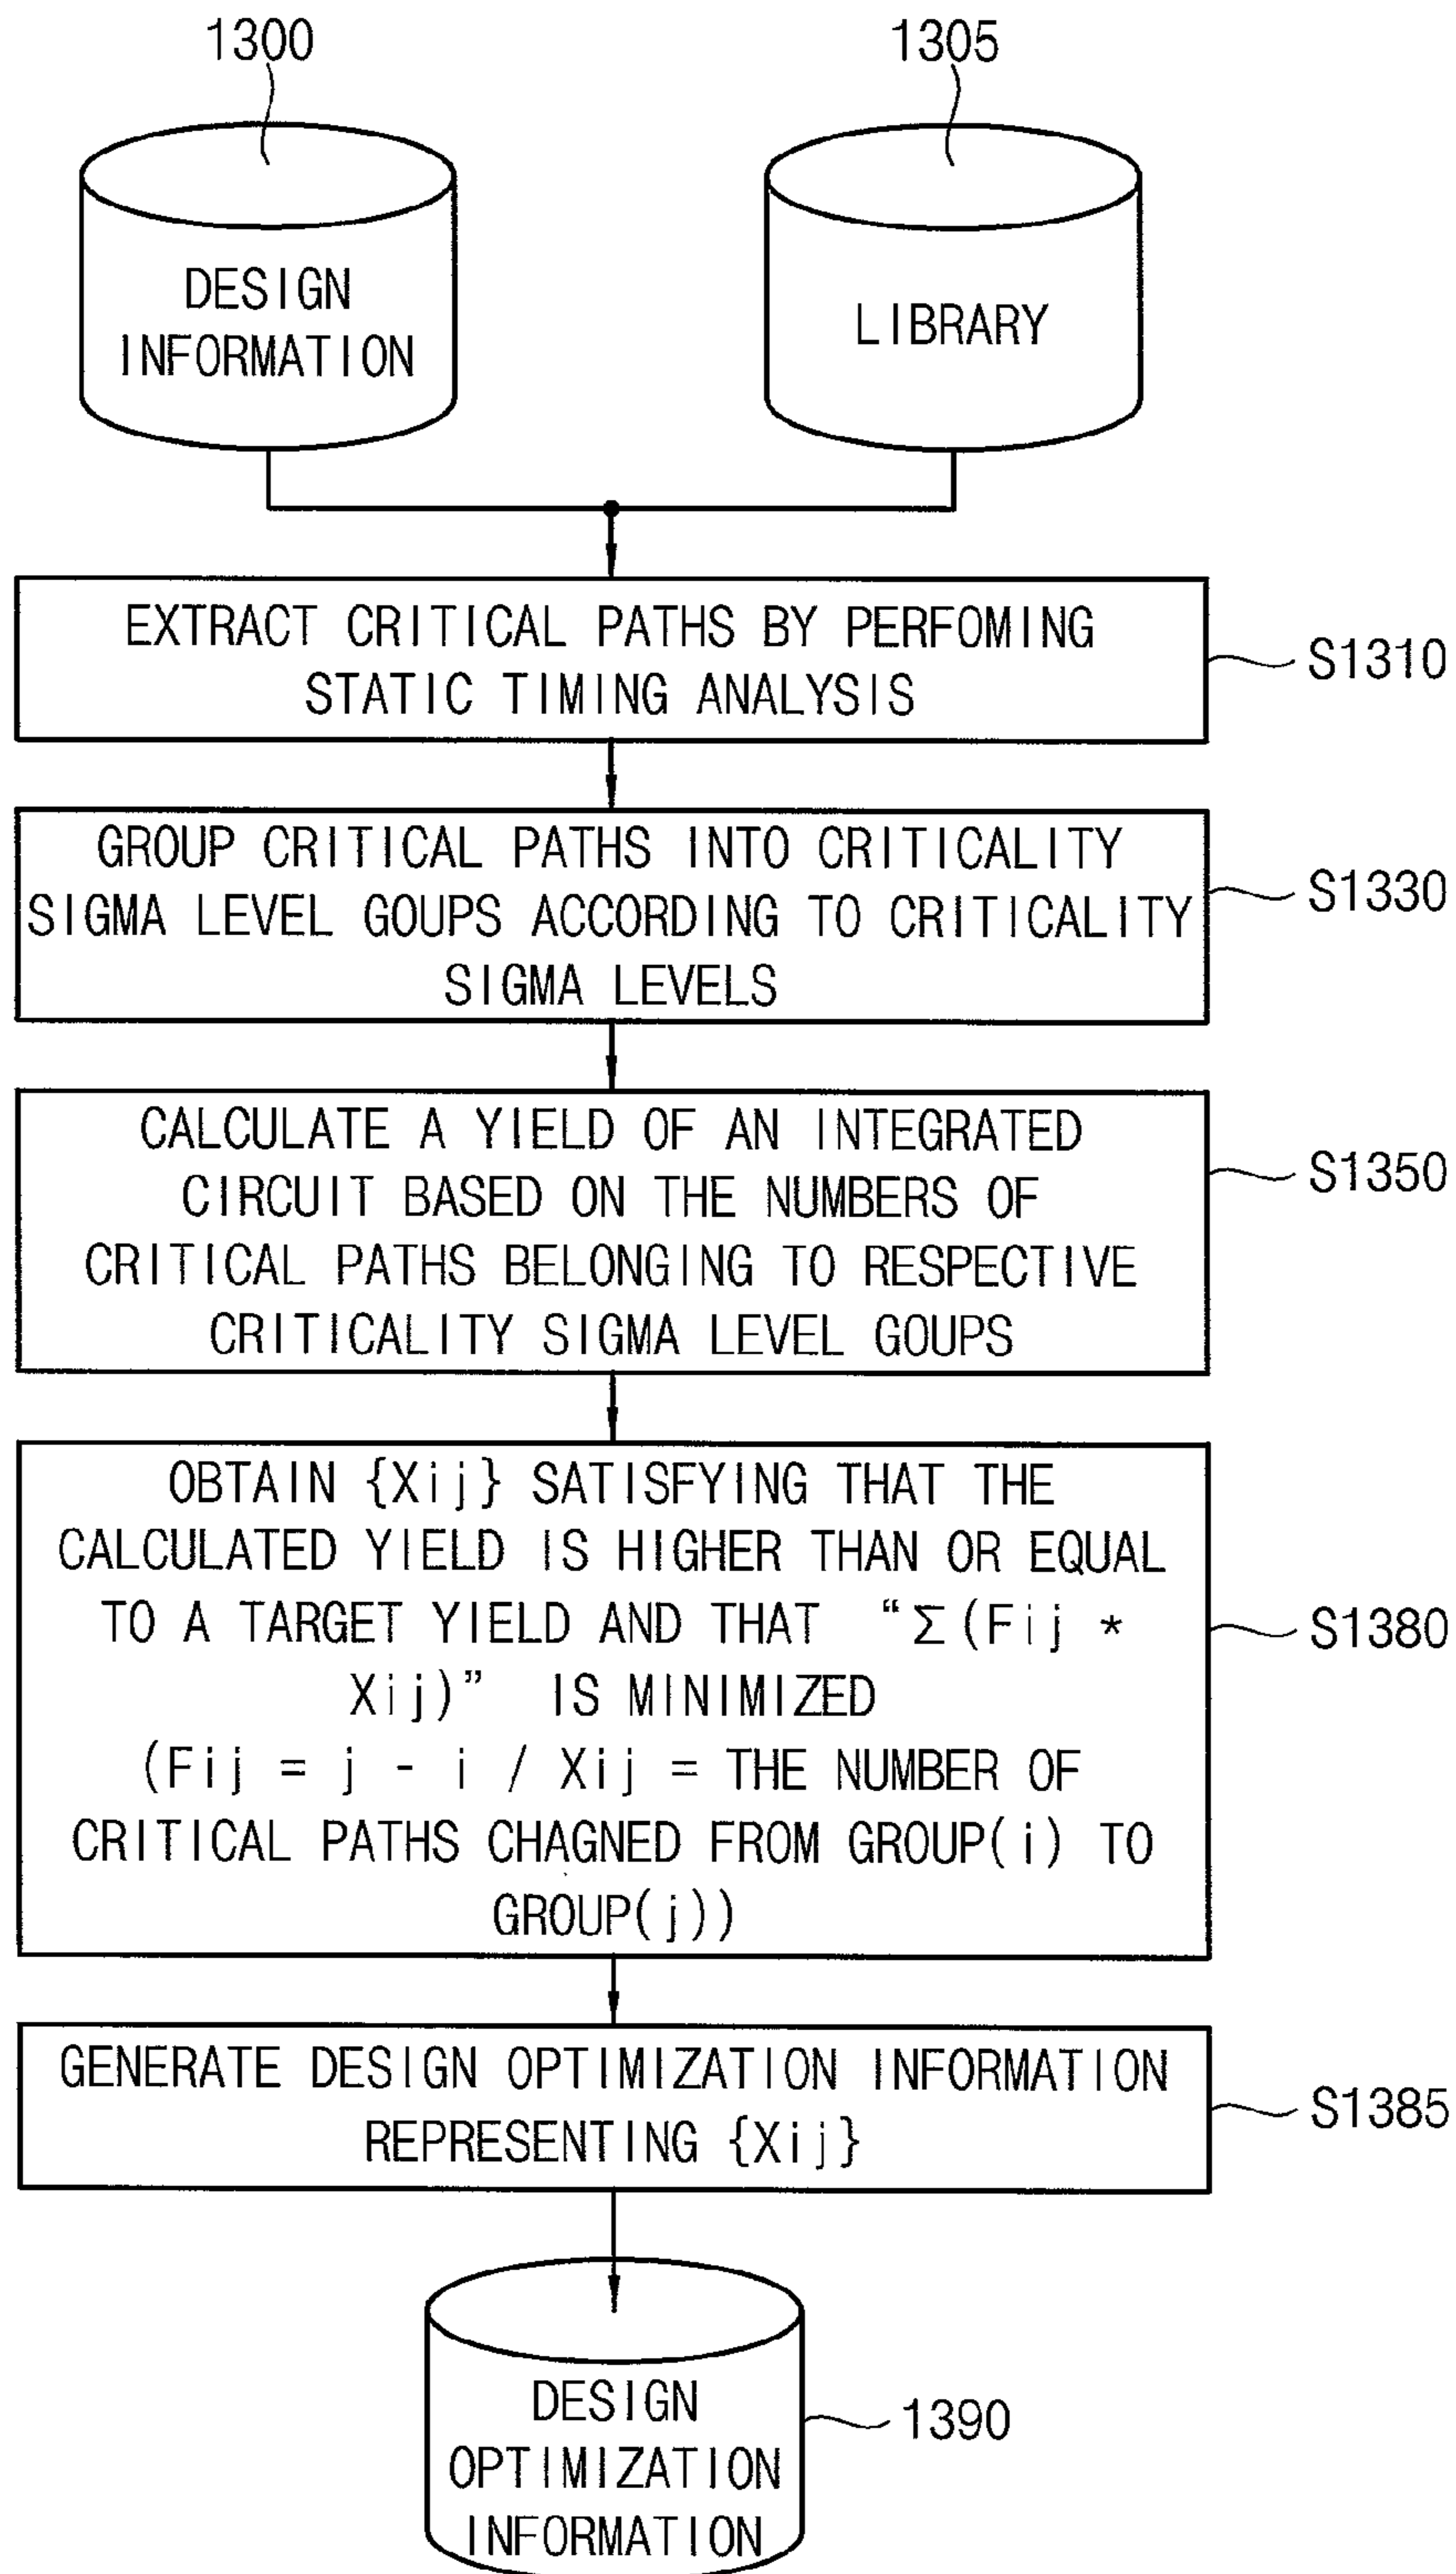 1300
1305
DESIGN
INFORMATION
LIBRARY
EXTRACT CRITICAL PATHS BY PERFOMING
STATIC TIMING ANALYSIS
S1310
GROUP CRITICAL PATHS INTO CRITICALITY
SIGMA LEVEL GOUPS ACCORDING TO CRITICALITY
SIGMA LEVELS
S1330
CALCULATE A YIELD OF AN INTEGRATED
CIRCUIT BASED ON THE NUMBERS OF
CRITICAL PATHS BELONGING TO RESPECTIVE
CRITICALITY SIGMA LEVEL GOUPS
S1350
OBTAIN {Xij} SATISFYING THAT THE
CALCULATED YIELD IS HIGHER THAN OR EQUAL
TO A TARGET YIELD AND THAT “Σ(Fij *
Xij)” IS MINIMIZED
(Fij = j - i / Xij = THE NUMBER OF
CRITICAL PATHS CHAGNED FROM GROUP(i) TO
GROUP(j))
S1380
GENERATE DESIGN OPTIMIZATION INFORMATION
REPRESENTING {Xij}
S1385
DESIGN
OPTIMIZATION
INFORMATION
1390